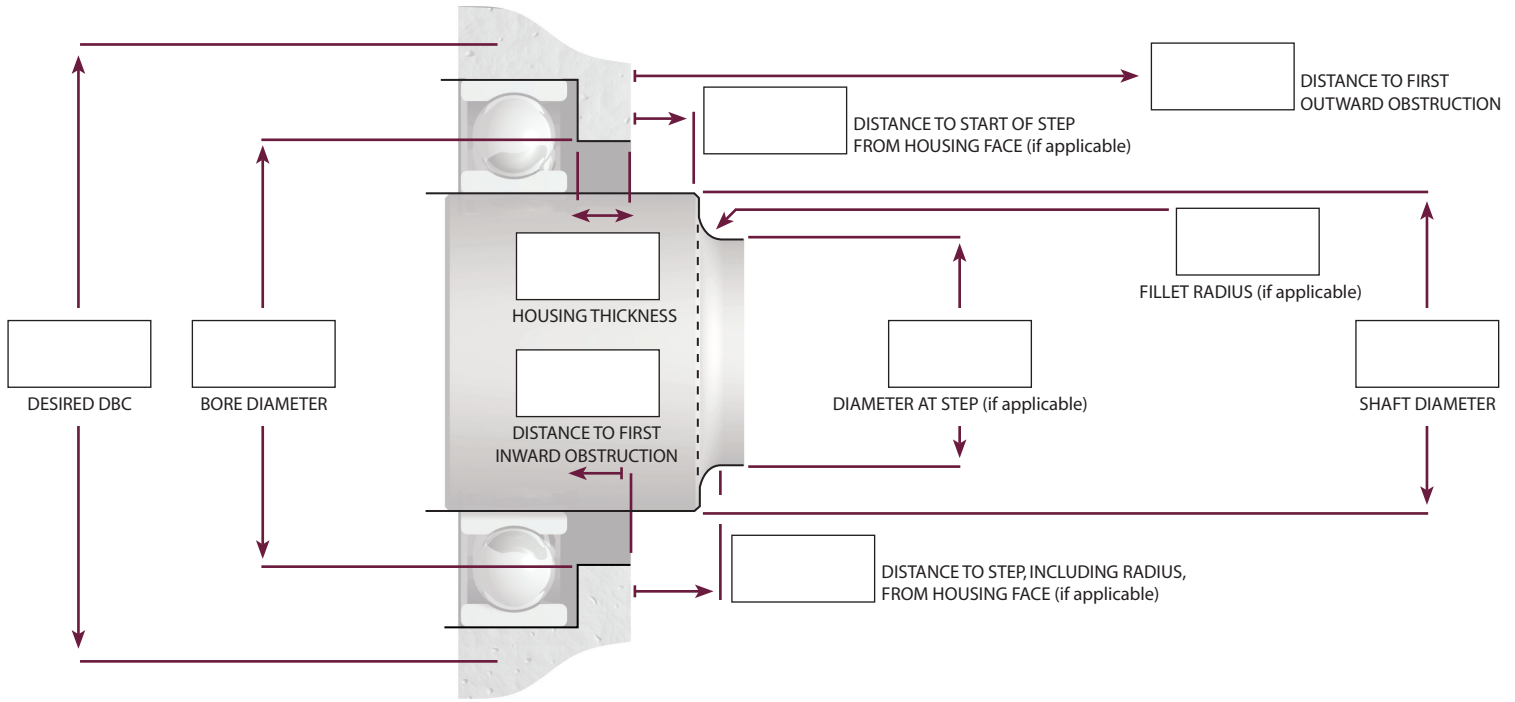 DISTANCE TO FIRST
OUTWARD OBSTRUCTION
DISTANCE TO START OF STEP
FROM HOUSING FACE (if applicable)
FILLET RADIUS (if applicable)
HOUSING THICKNESS
DESIRED DBC
BORE DIAMETER
DIAMETER AT STEP (if applicable)
SHAFT DIAMETER
DISTANCE TO FIRST
INWARD OBSTRUCTION
DISTANCE TO STEP, INCLUDING RADIUS,
FROM HOUSING FACE (if applicable)